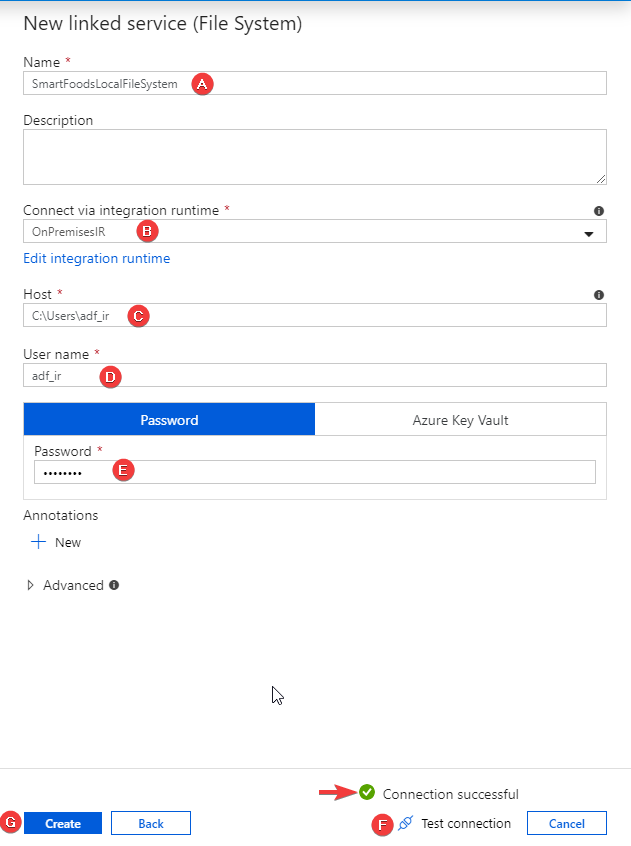 New linked service (File System)
Name *
SmartFoodsLocalFileSystem A
Description
Connect via integration runtime *
OnPremisesIR B
Edit integration runtime
Host *
C:\Users\adf_ir C
User name *
adf_ir D
Password Azure Key Vault
Password *
•••••••• E
Annotations
+ New
Advanced
Connection successful
G Create Back F Test connection Cancel